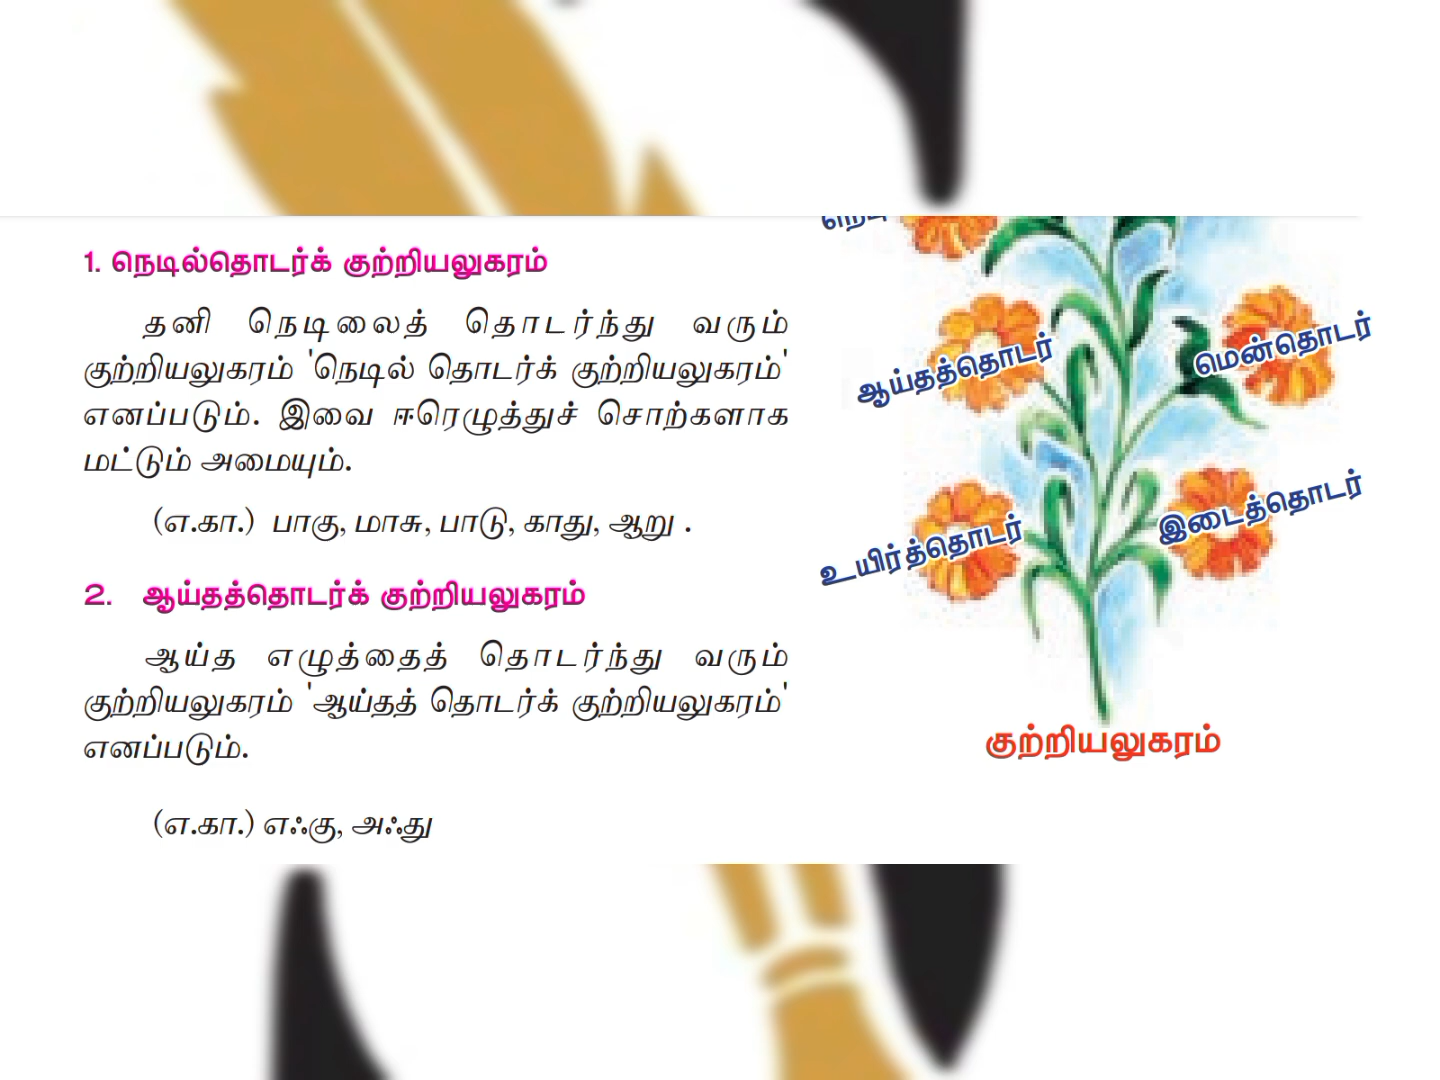 1. நெடில்தொடர்க் குற்றியலுகரம்
தனி நெடிலைத் தொடர்ந்து வரும்
குற்றியலுகரம் 'நெடில் தொடர்க் குற்றியலுகரம்'
எனப்படும். இவை ஈரெழுத்துச் சொற்களாக
மட்டும் அமையும்.
(எ.கா.) பாகு, மாசு, பாடு, காது, ஆறு .
2. ஆய்தத்தொடர்க் குற்றியலுகரம்
ஆய்த எழுத்தைத் தொடர்ந்து வரும்
குற்றியலுகரம் 'ஆய்தத் தொடர்க் குற்றியலுகரம்'
எனப்படும்.
(எ.கா.) எஃகு, அஃது
ஆய்தத்தொடர்
மென்தொடர்
உயிர்த்தொடர்
இடைத்தொடர்
குற்றியலுகரம்